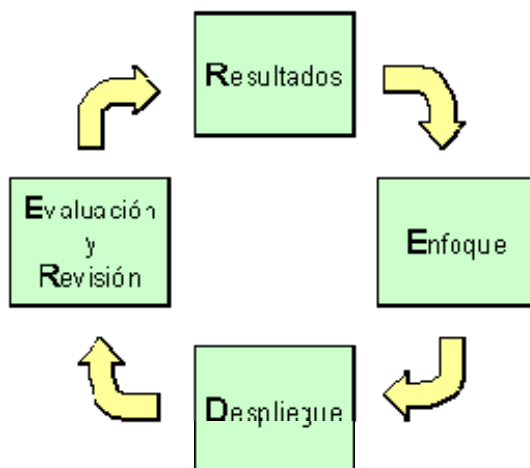 Resultados
Enfoque
Despliegue
Evaluación
y
Revisión